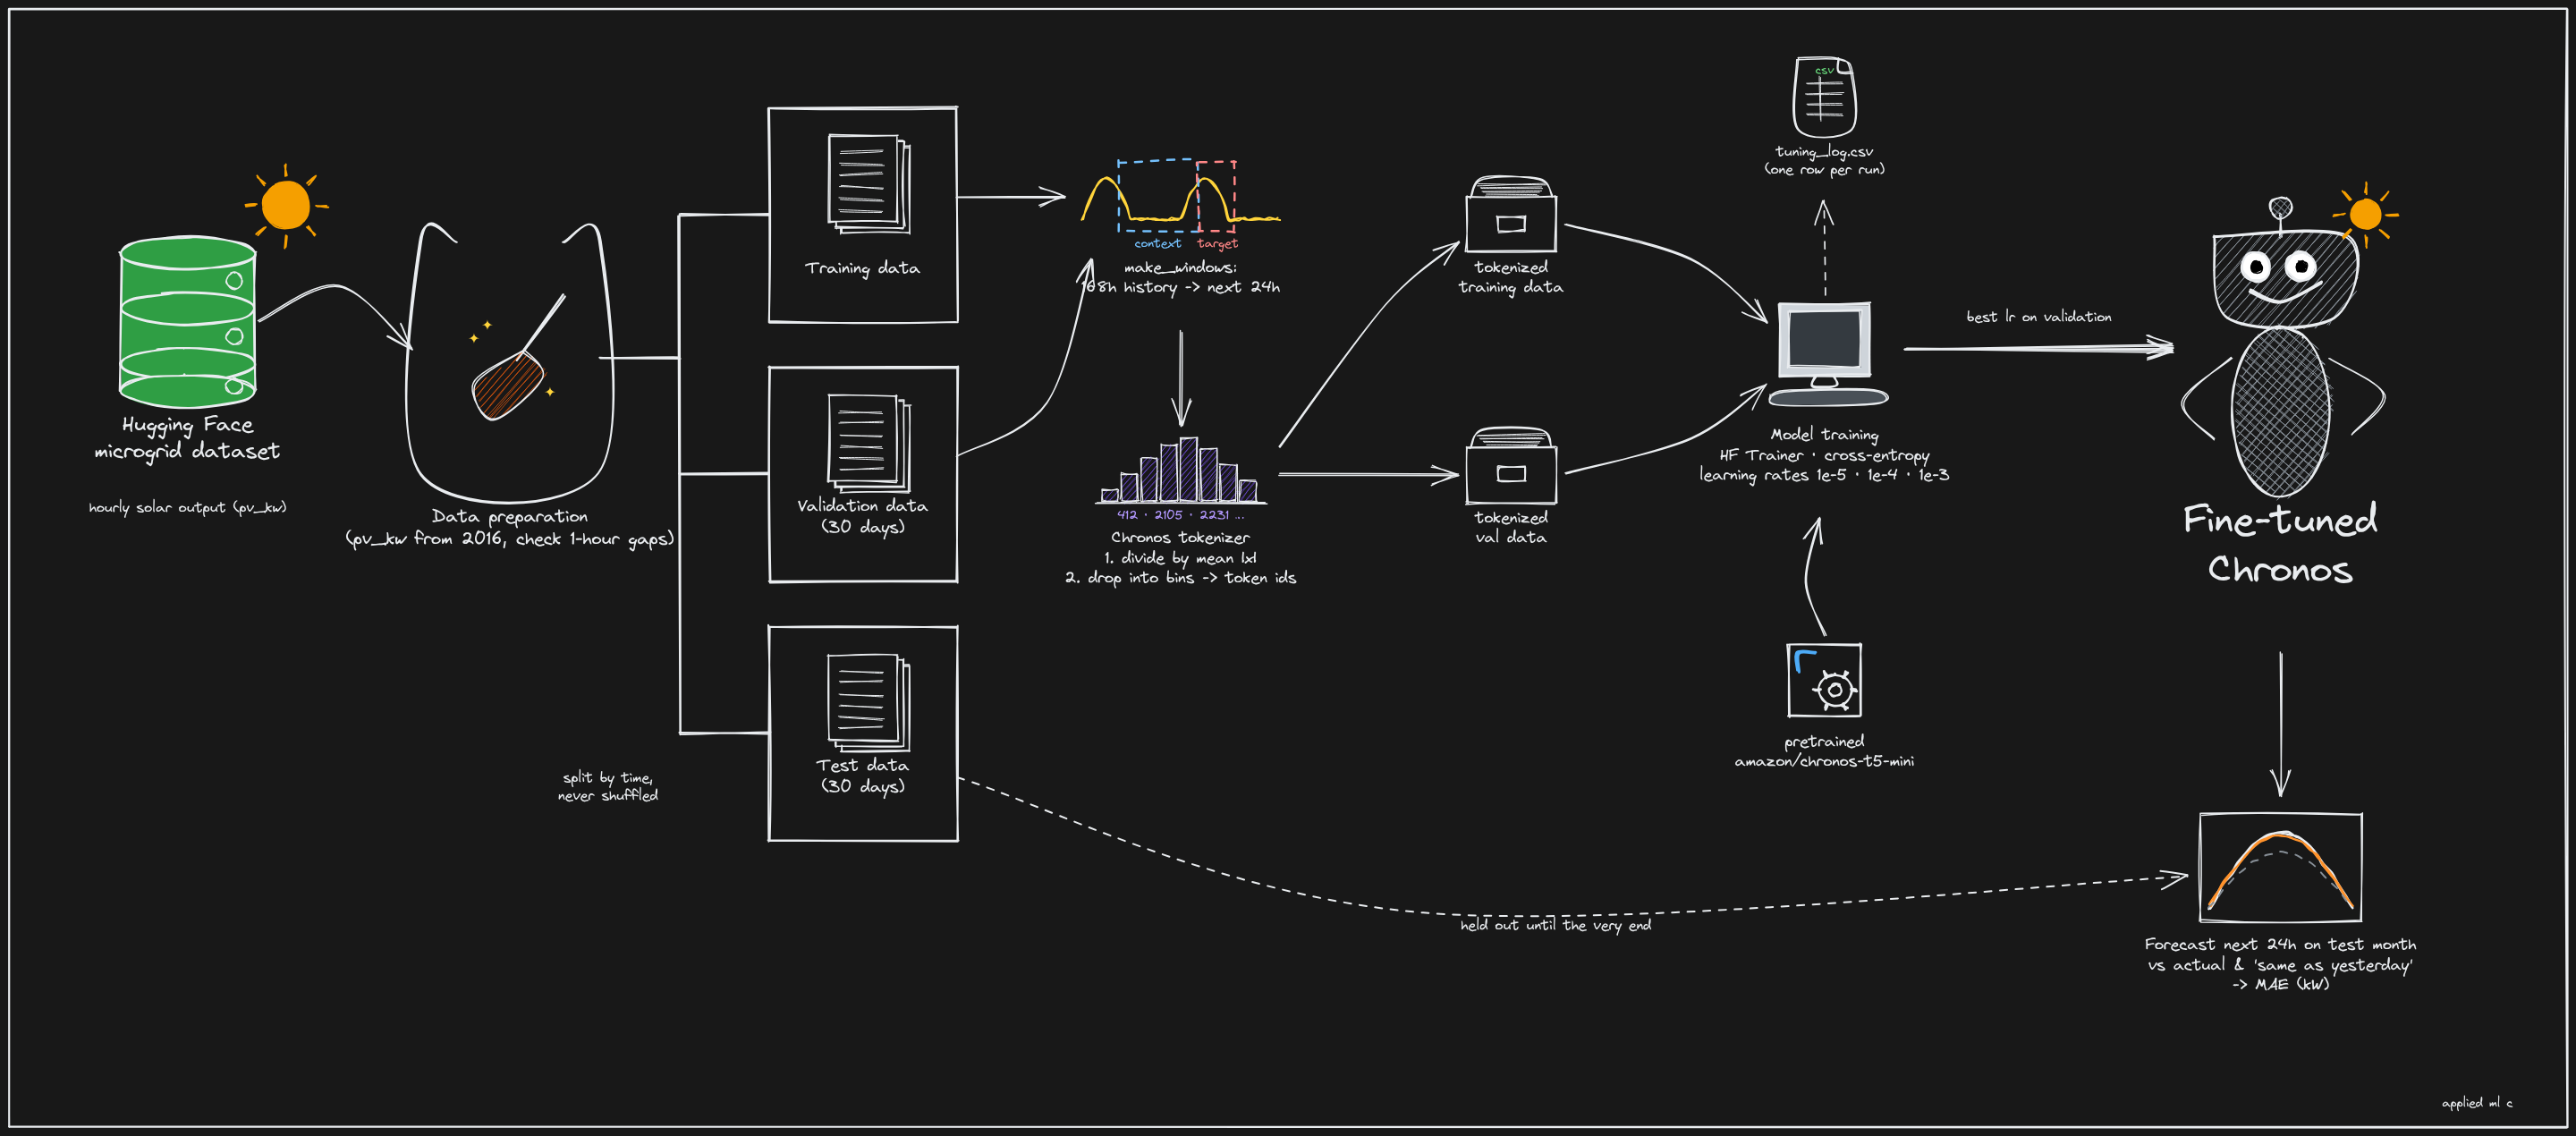 Hugging Face
microgrid dataset
hourly solar output (pv_kw)
Data preparation
(pv_kw from 2016, check 1-hour gaps)
split by time,
never shuffled
Training data
Validation data
(30 days)
Test data
(30 days)
context target
make_windows:
168h history -> next 24h
412 · 2105 · 2231 ...
Chronos tokenizer
1. divide by mean |x|
2. drop into bins -> token ids
tokenized
training data
tokenized
val data
csv
tuning_log.csv
(one row per run)
Model training
HF Trainer · cross-entropy
learning rates 1e-5 · 1e-4 · 1e-3
pretrained
amazon/chronos-t5-mini
best lr on validation
Fine-tuned
Chronos
held out until the very end
Forecast next 24h on test month
vs actual & 'same as yesterday'
-> MAE (kW)
applied ml c